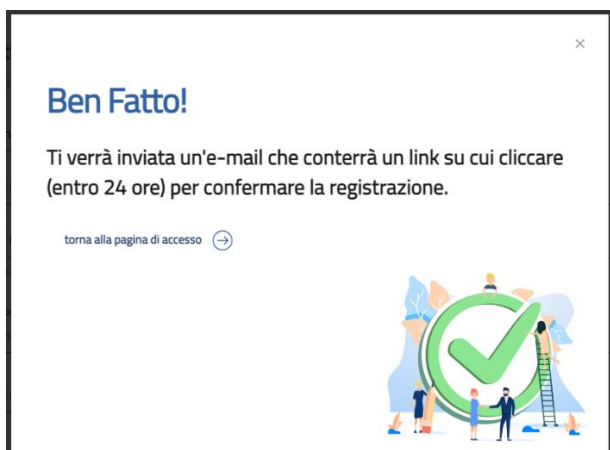 Ben Fatto!
Ti verrà inviata un'e-mail che conterrà un link su cui cliccare
(entro 24 ore) per confermare la registrazione.
torna alla pagina di accesso